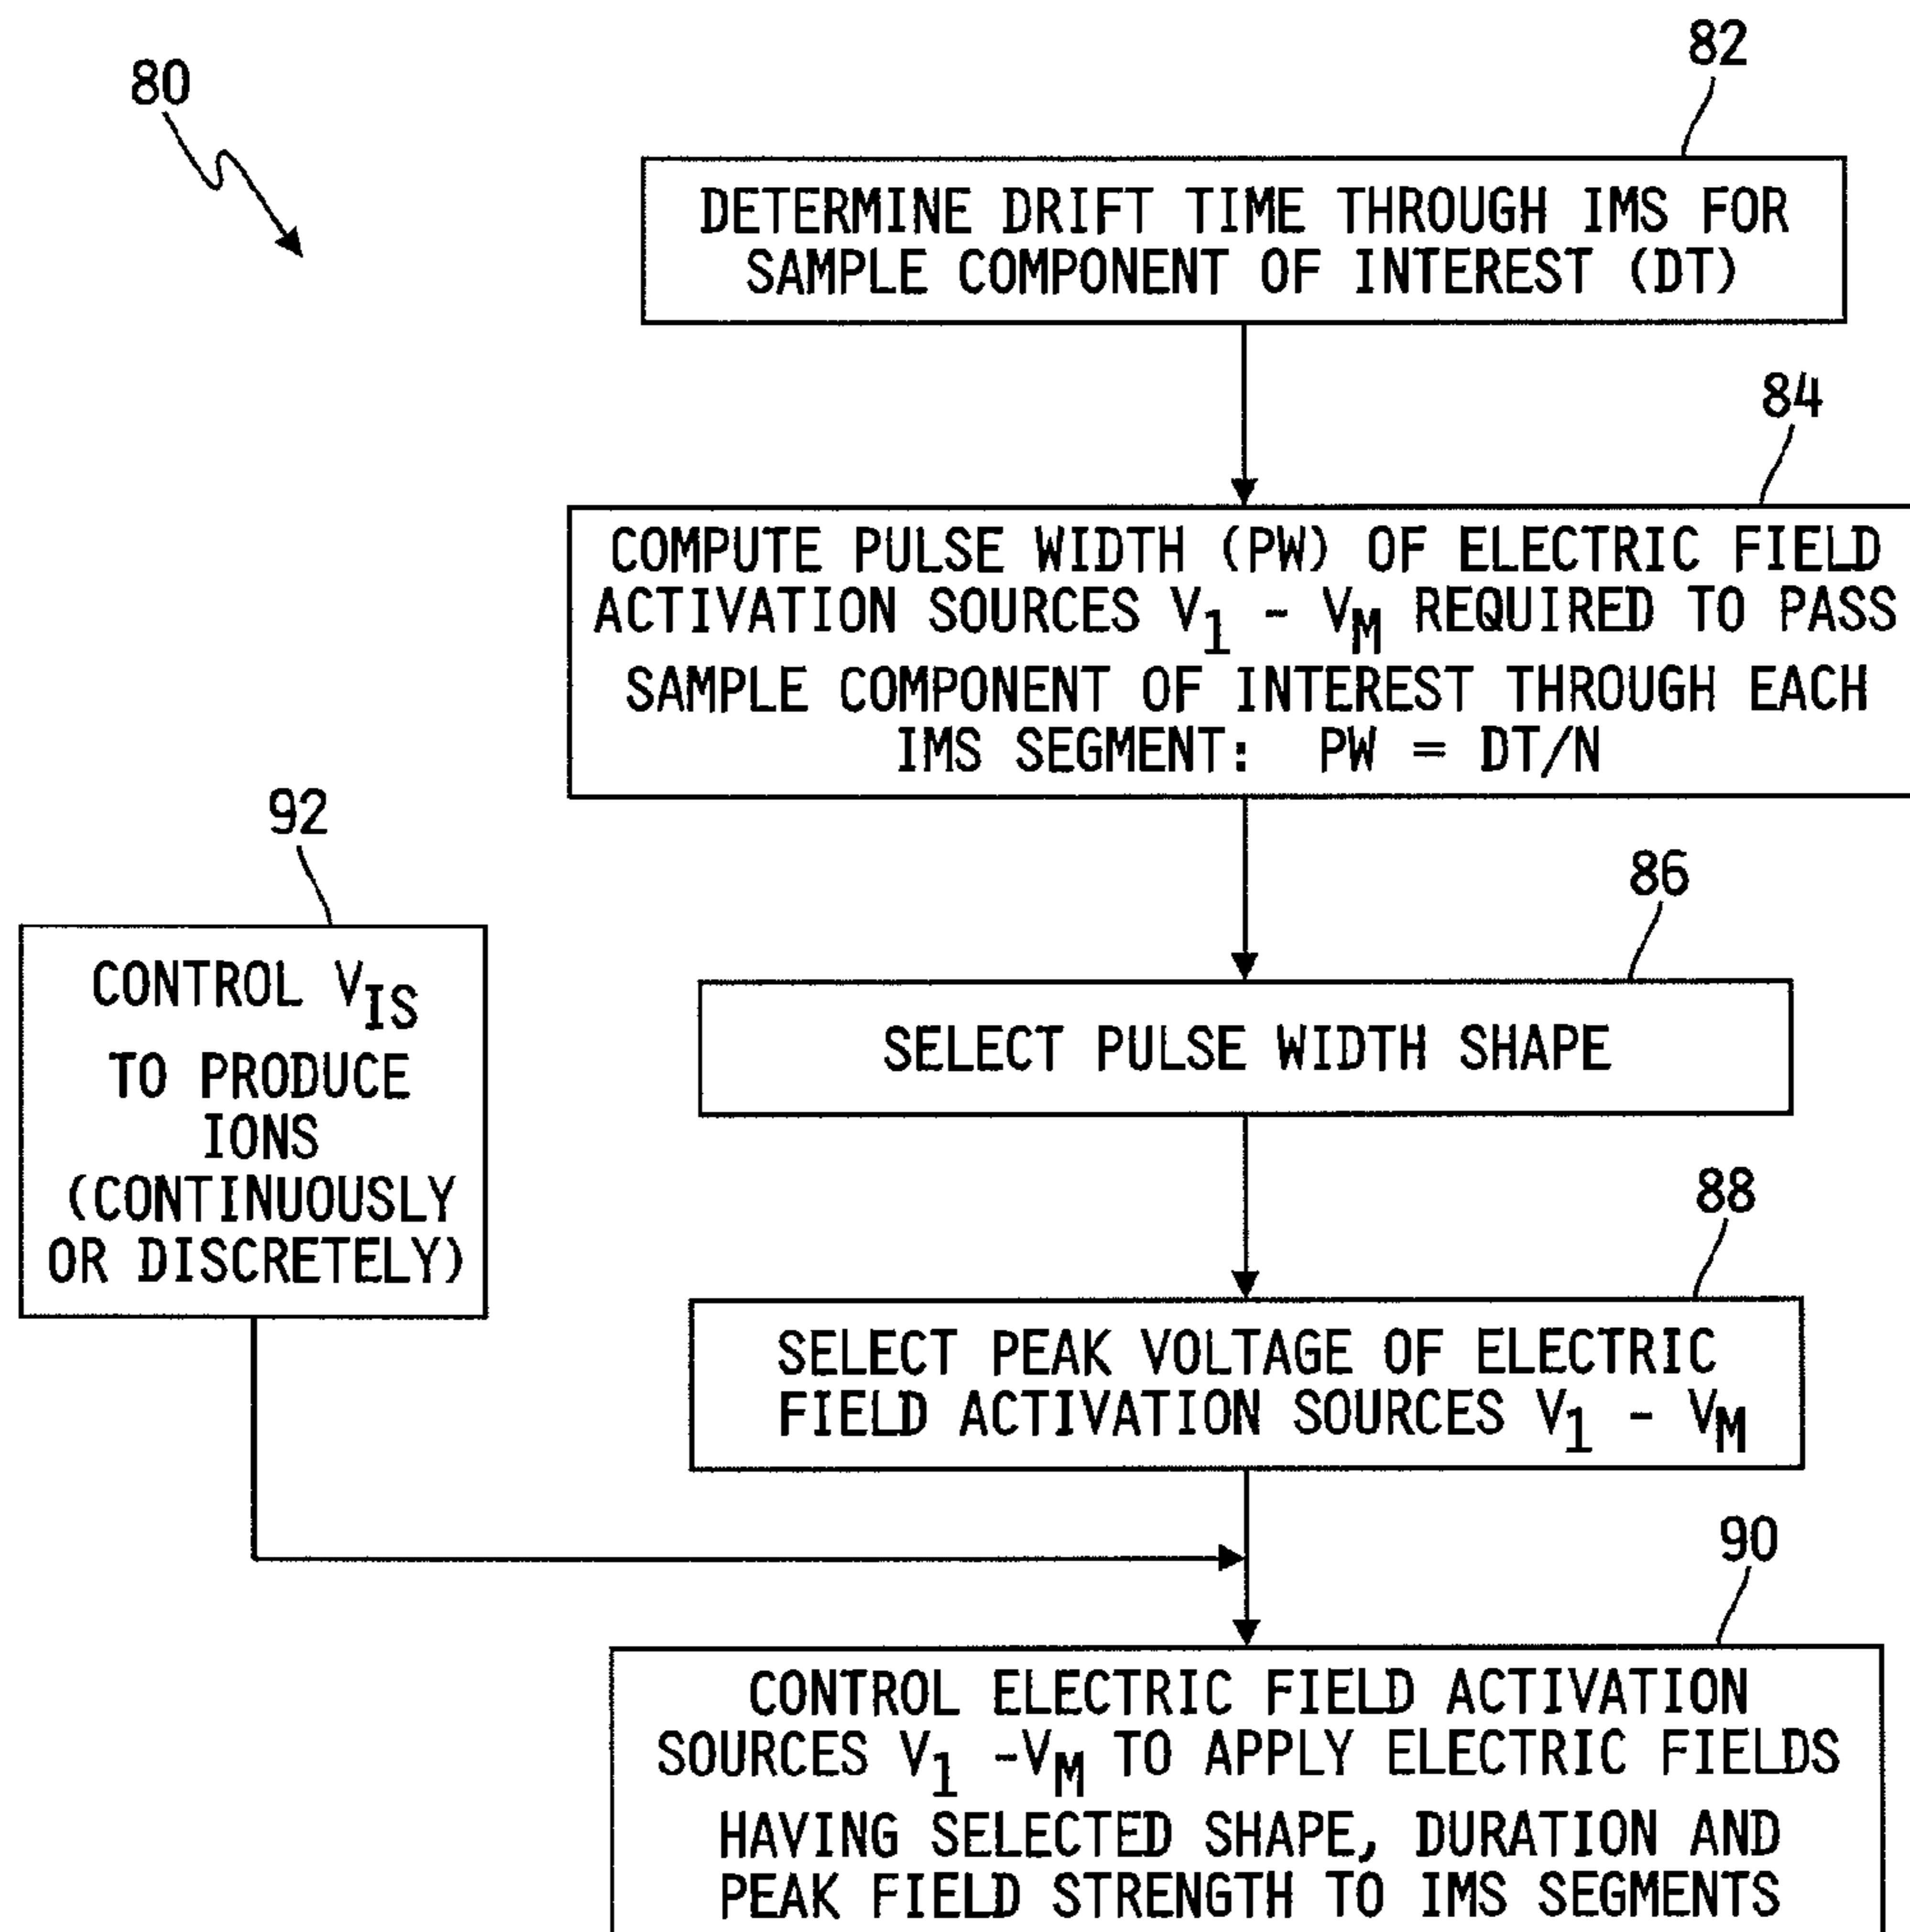 80
82
DETERMINE DRIFT TIME THROUGH IMS FOR
SAMPLE COMPONENT OF INTEREST (DT)
84
COMPUTE PULSE WIDTH (PW) OF ELECTRIC FIELD
ACTIVATION SOURCES V1 - VM REQUIRED TO PASS
SAMPLE COMPONENT OF INTEREST THROUGH EACH
IMS SEGMENT: PW = DT/N
92
CONTROL VIS
TO PRODUCE
IONS
(CONTINUOUSLY
OR DISCRETELY)
86
SELECT PULSE WIDTH SHAPE
88
SELECT PEAK VOLTAGE OF ELECTRIC
FIELD ACTIVATION SOURCES V1 - VM
90
CONTROL ELECTRIC FIELD ACTIVATION
SOURCES V1 -VM TO APPLY ELECTRIC FIELDS
HAVING SELECTED SHAPE, DURATION AND
PEAK FIELD STRENGTH TO IMS SEGMENTS